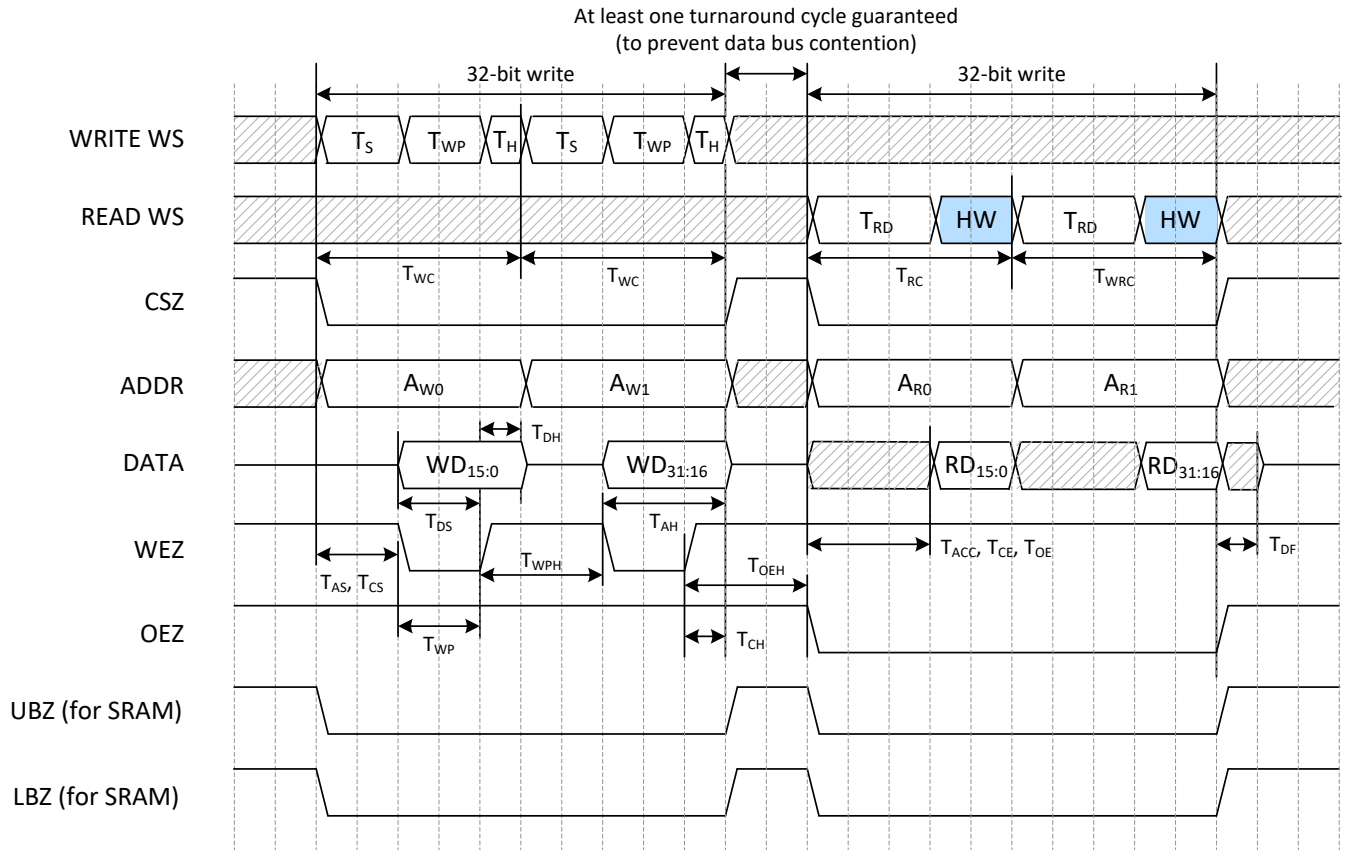 At least one turnaround cycle guaranteed
(to prevent data bus contention)
32-bit write 32-bit write
WRITE WS TS TWP TH TS TWP TH
READ WS TRD HW TRD HW
TWC TWC TRC TWRC
CSZ
ADDR AW0 AW1 AR0 AR1
TDH
DATA WD15:0 WD31:16 RD15:0 RD31:16
TDS TAH
WEZ TWPH TACC, TCE, TOE TDF
TAS, TCS TOEH
OEZ TWP TCH
UBZ (for SRAM)
LBZ (for SRAM)